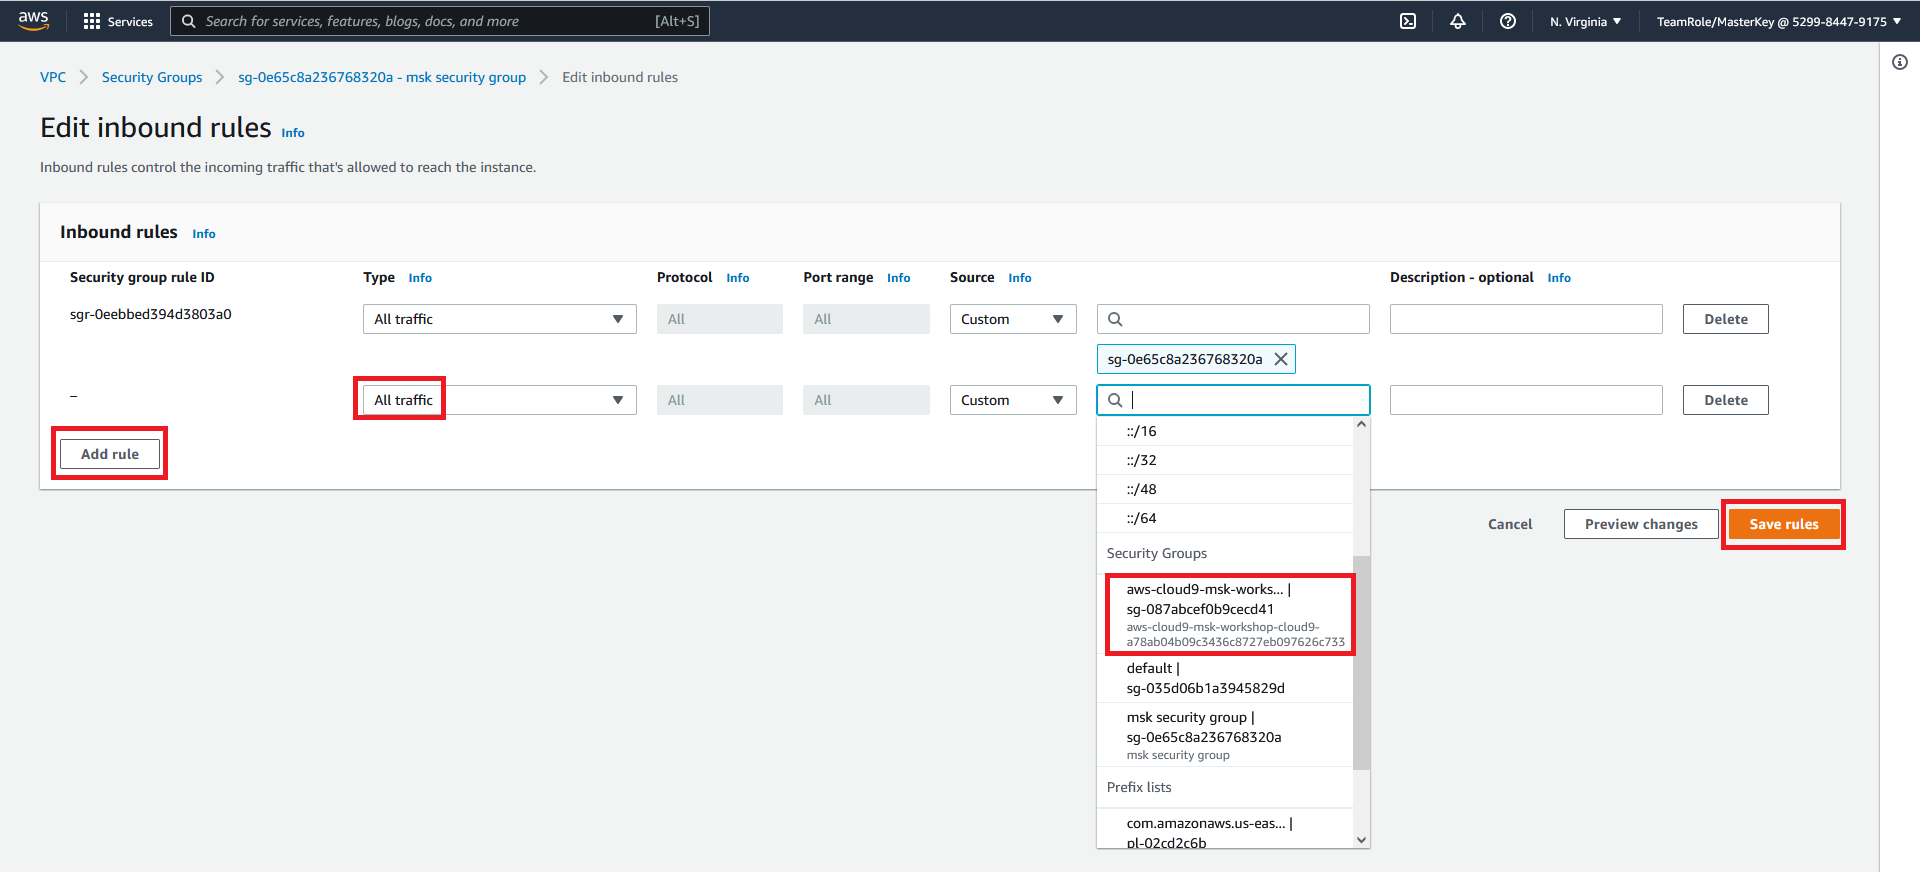 aws
Services
Search for services, features, blogs, docs, and more
[Alt+S]
N. Virginia
TeamRole/MasterKey @ 5299-8447-9175
VPC
Security Groups
sg-0e65c8a236768320a - msk security group
Edit inbound rules
Edit inbound rules Info
Inbound rules control the incoming traffic that's allowed to reach the instance.
Inbound rules Info
Security group rule ID
Type Info
Protocol Info
Port range Info
Source Info
Description - optional Info
sgr-0eebbed394d3803a0
All traffic
All
All
Custom
Delete
sg-0e65c8a236768320a
–
All traffic
All
All
Custom
Delete
Add rule
::/16
::/32
::/48
::/64
Security Groups
aws-cloud9-msk-works... |
sg-087abcef0b9cecd41
aws-cloud9-msk-workshop-cloud9-
a78ab04b09c3436c8727eb097626c733
default |
sg-035d06b1a3945829d
msk security group |
sg-0e65c8a236768320a
msk security group
Prefix lists
com.amazonaws.us-eas... |
pl-02cd2c6b
Cancel
Preview changes
Save rules